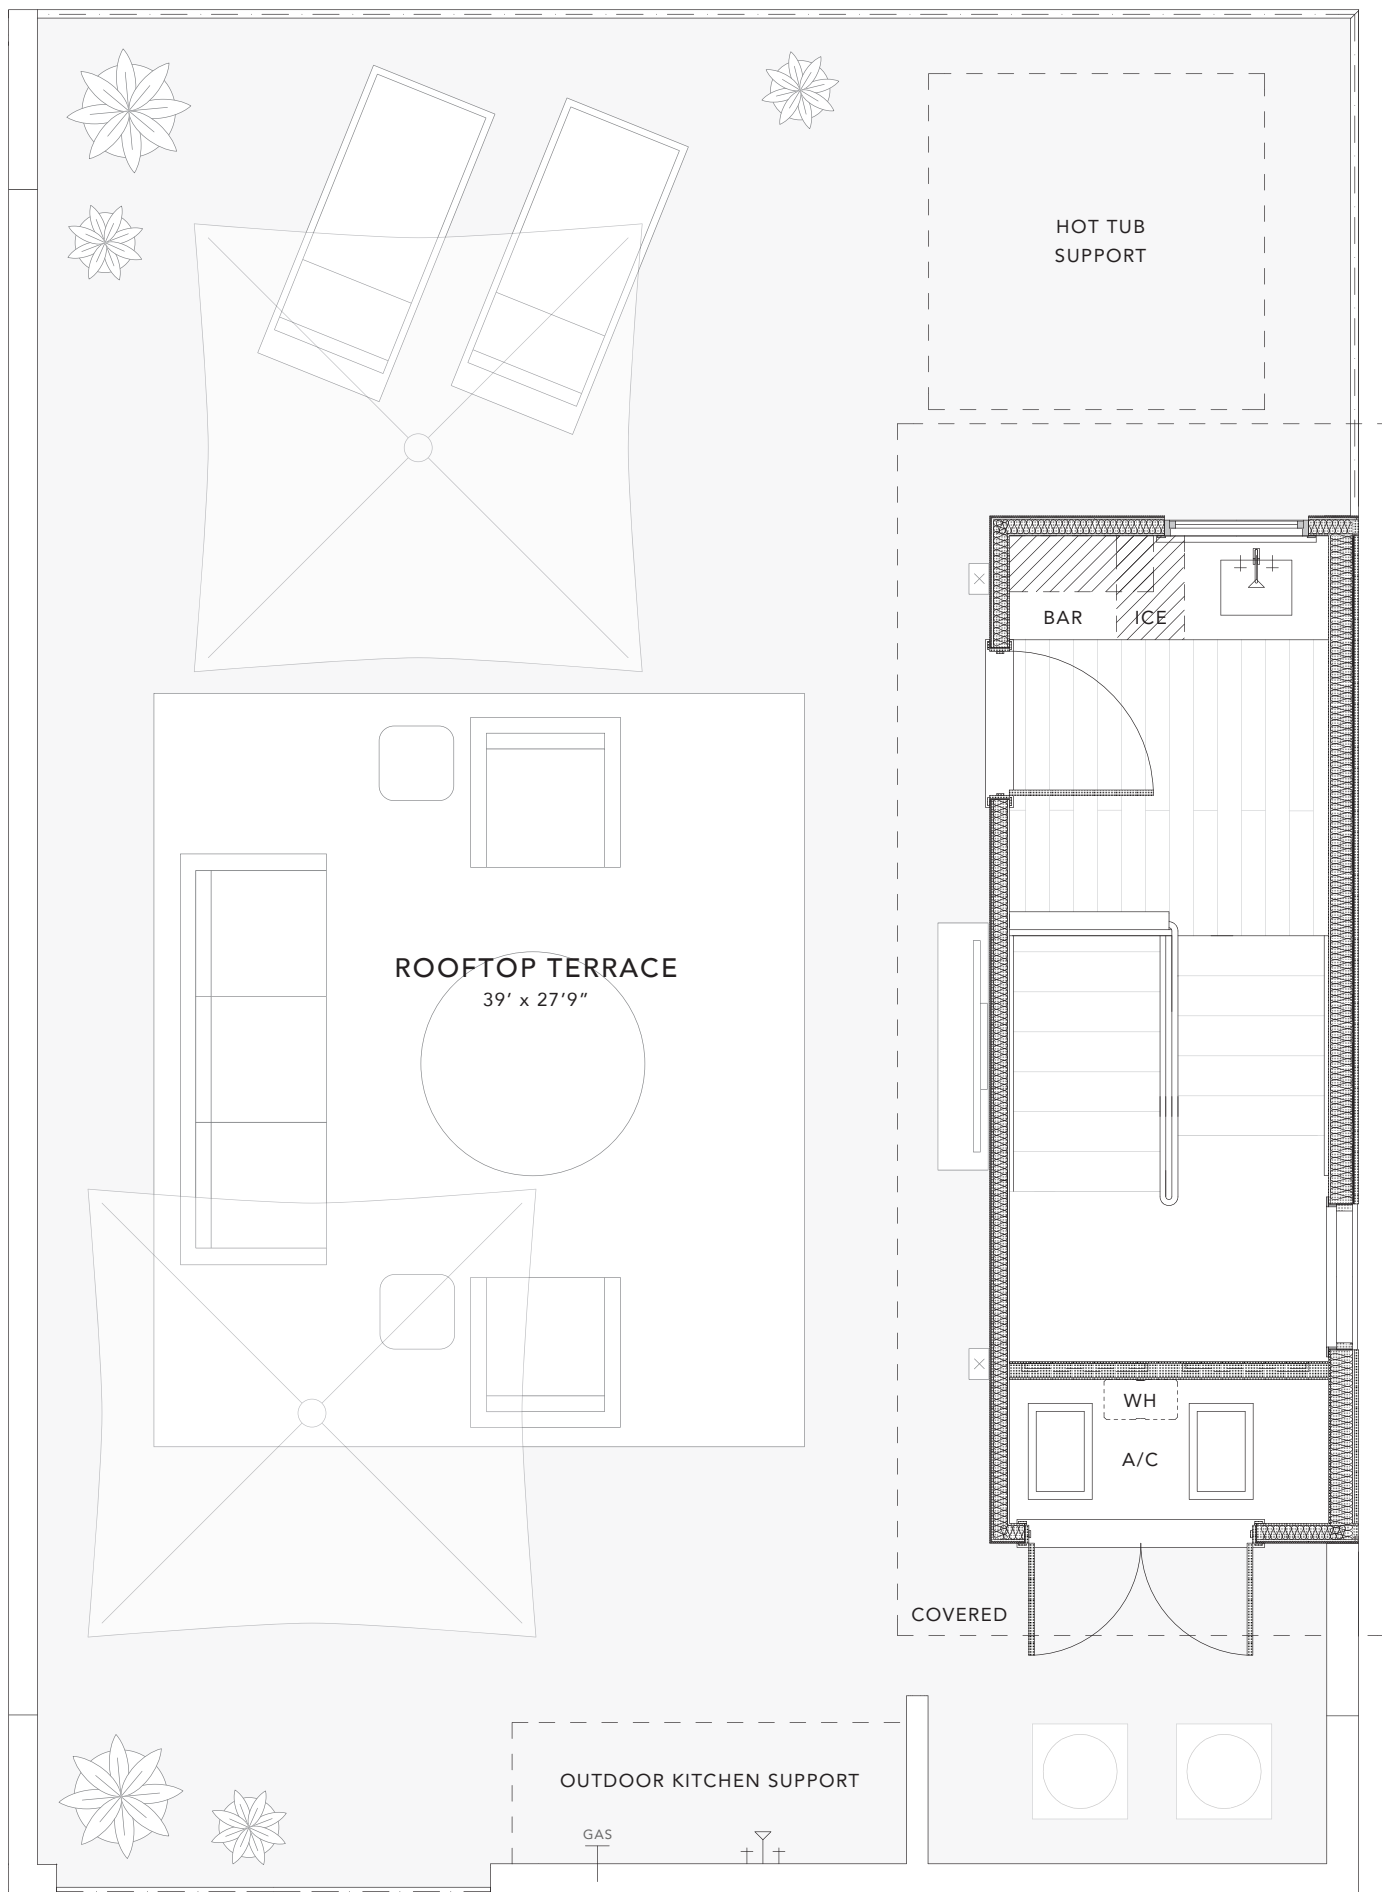 HOT TUB
SUPPORT
BAR
ICE
ROOFTOP TERRACE
39’ x 27’9”
WH
A/C
COVERED
OUTDOOR KITCHEN SUPPORT
GAS